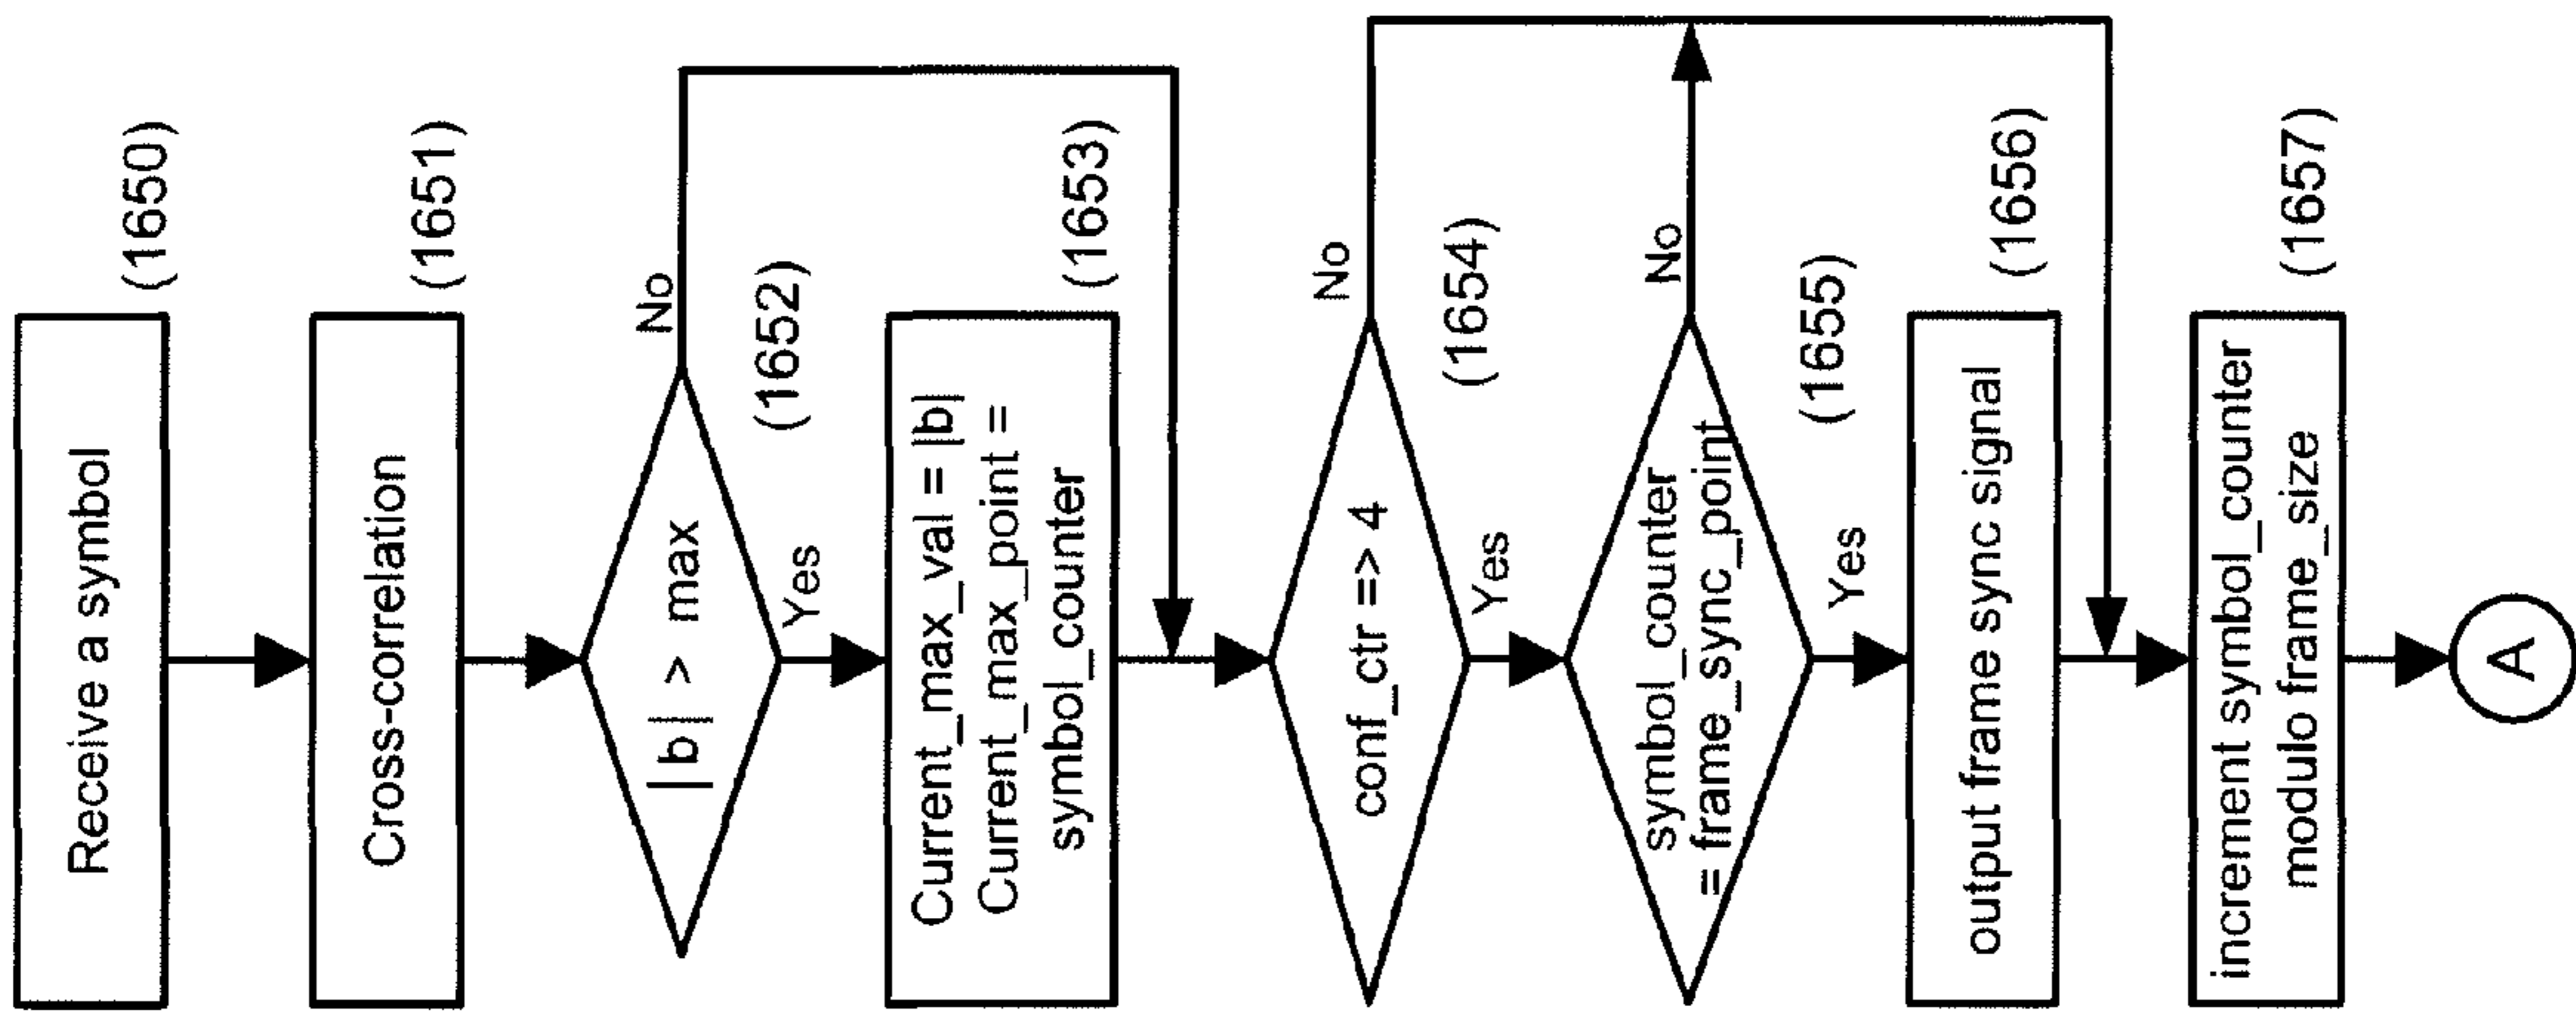 Receive a symbol
(1650)
Cross-correlation
(1651)
|b| > max
No
(1652)
Yes
Current_max_val = |b|
Current_max_point =
symbol_counter
(1653)
conf_ctr => 4
No
(1654)
Yes
symbol_counter
= frame_sync_point
No
(1655)
Yes
output frame sync signal
(1656)
increment symbol_counter
modulo frame_size
(1657)
A